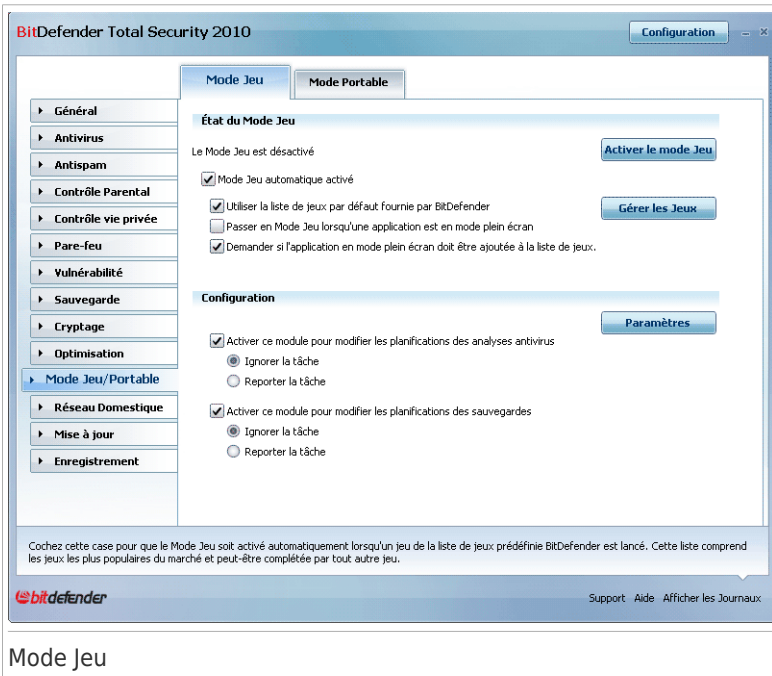 BitDefender Total Security 2010
Configuration
Mode Jeu
Mode Portable
Général
Antivirus
Antispam
Contrôle Parental
Contrôle vie privée
Pare-feu
Vulnérabilité
Sauvegarde
Cryptage
Optimisation
Mode Jeu/Portable
Réseau Domestique
Mise à jour
Enregistrement
État du Mode Jeu
Le Mode Jeu est désactivé
Activer le mode Jeu
Mode Jeu automatique activé
Utiliser la liste de jeux par défaut fournie par BitDefender
Gérer les Jeux
Passer en Mode Jeu lorsqu'une application est en mode plein écran
Demander si l'application en mode plein écran doit être ajoutée à la liste de jeux.
Configuration
Paramètres
Activer ce module pour modifier les planifications des analyses antivirus
Ignorer la tâche
Reporter la tâche
Activer ce module pour modifier les planifications des sauvegardes
Ignorer la tâche
Reporter la tâche
Cochez cette case pour que le Mode Jeu soit activé automatiquement lorsqu'un jeu de la liste de jeux prédéfinie BitDefender est lancé. Cette liste comprend
les jeux les plus populaires du marché et peut-être complétée par tout autre jeu.
bitdefender
Support Aide Afficher les Journaux
Mode Jeu